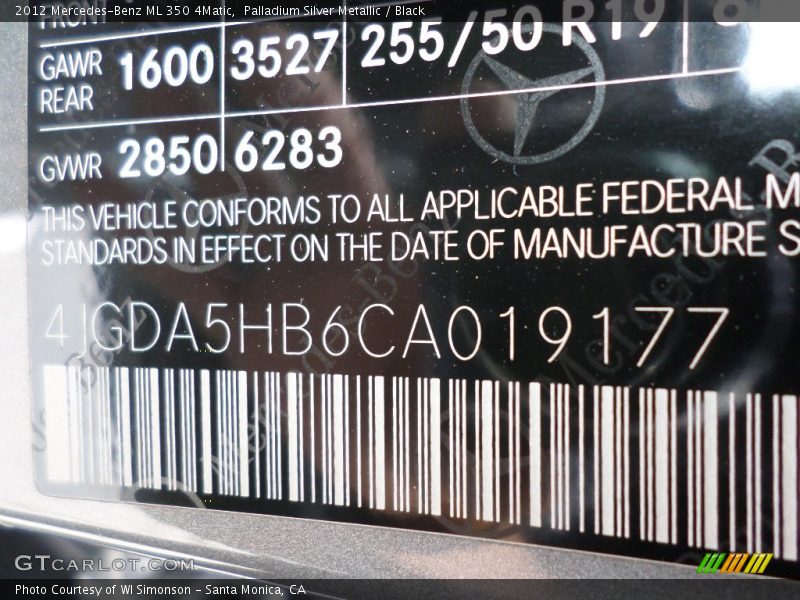 2012 Mercedes-Benz ML 350 4Matic, Palladium Silver Metallic / Black
FRONT
GAWR 1600 3527 255/50 R19
REAR
GVWR 2850 6283
THIS VEHICLE CONFORMS TO ALL APPLICABLE FEDERAL M
STANDARDS IN EFFECT ON THE DATE OF MANUFACTURE S
4JGDA5HB6CA019177
GTCARLOT.COM
Photo Courtesy of WI Simonson - Santa Monica, CA